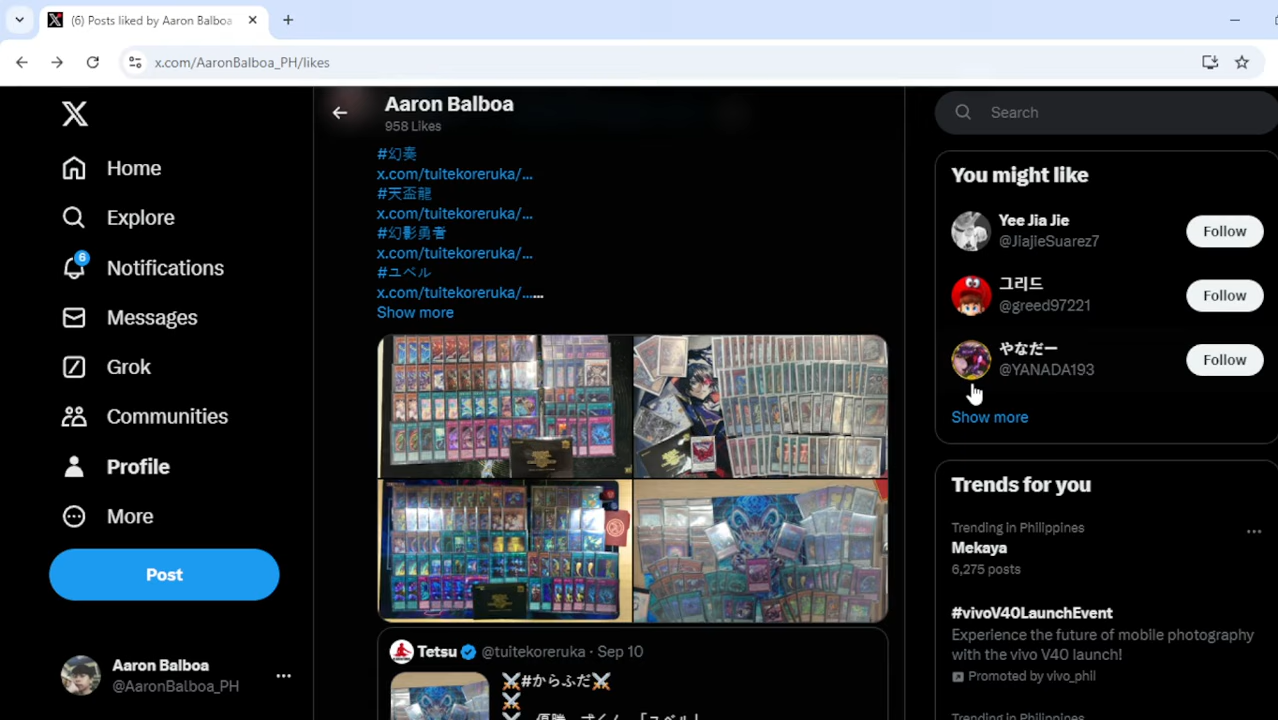 (6) Posts liked by Aaron Balboa
x.com/AaronBalboa_PH/likes
Home
Explore
6
Notifications
Messages
Grok
Communities
Profile
More
Post
Aaron Balboa
@AaronBalboa_PH
Aaron Balboa
958 Likes
#幻奏
x.com/tuitekoreruka/...
#天盃龍
x.com/tuitekoreruka/...
#幻影勇者
x.com/tuitekoreruka/...
#ユベル
x.com/tuitekoreruka/......
Show more
Tetsu @tuitekoreruka · Sep 10
⚔#からふだ⚔
⚔
Search
You might like
Yee Jia Jie
@JiajieSuarez7
Follow
그리드
@greed97221
Follow
やなだー
@YANADA193
Follow
Show more
Trends for you
Trending in Philippines
Mekaya
6,275 posts
#vivoV40LaunchEvent
Experience the future of mobile photography
with the vivo V40 launch!
Promoted by vivo_phil
Trending in Philippines